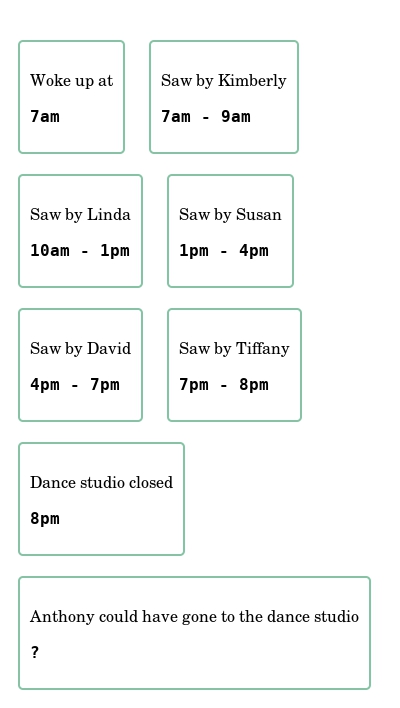 Woke up at
7am
Saw by Kimberly
7am - 9am
Saw by Linda
10am - 1pm
Saw by Susan
1pm - 4pm
Saw by David
4pm - 7pm
Saw by Tiffany
7pm - 8pm
Dance studio closed
8pm
Anthony could have gone to the dance studio
?